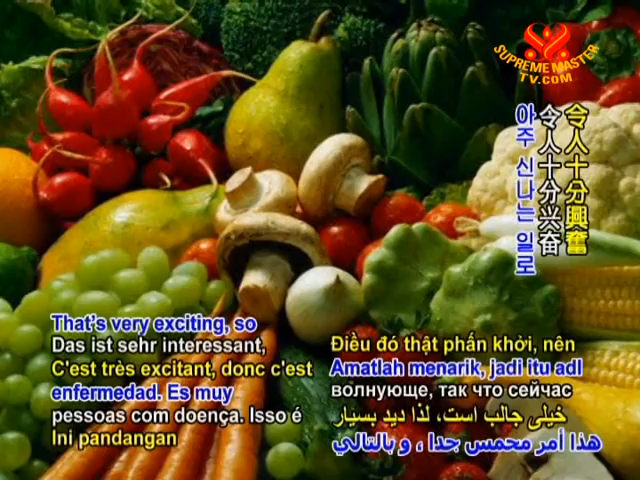 SUPREME MASTER
TV.COM
令人十分興奮
令人十分兴奋
아주 신나는 일로
That's very exciting, so
Das ist sehr interessant,
C'est très excitant, donc c'est
enfermedad. Es muy
pessoas com doença. Isso é
Ini pandangan
Điều đó thật phấn khởi, nên
Amatlah menarik, jadi itu adl
волнующе, так что сейчас
خیلی جالب است، لذا دید بسیار
هذا أمر محمس جدا ، و بالتالي